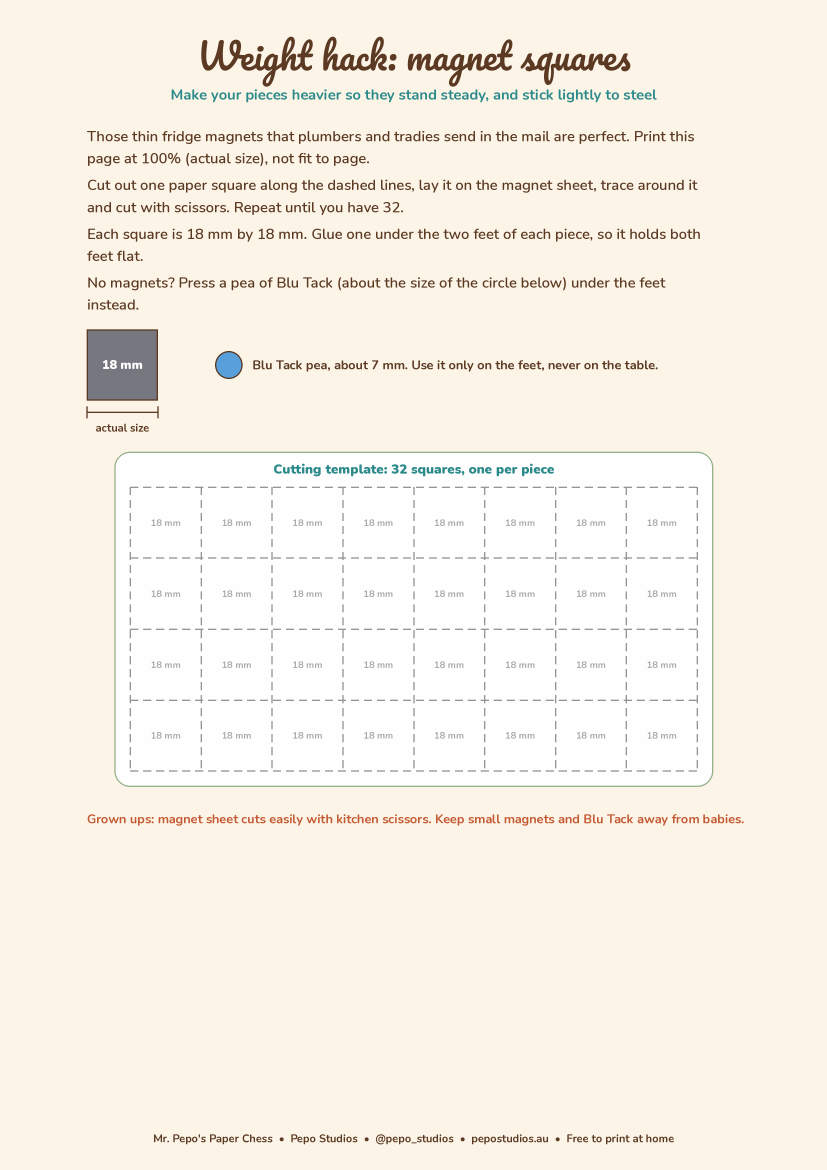 Weight hack: magnet squares
Make your pieces heavier so they stand steady, and stick lightly to steel
Those thin fridge magnets that plumbers and tradies send in the mail are perfect. Print this
page at 100% (actual size), not fit to page.
Cut out one paper square along the dashed lines, lay it on the magnet sheet, trace around it
and cut with scissors. Repeat until you have 32.
Each square is 18 mm by 18 mm. Glue one under the two feet of each piece, so it holds both
feet flat.
No magnets? Press a pea of Blu Tack (about the size of the circle below) under the feet
instead.
18 mm
Blu Tack pea, about 7 mm. Use it only on the feet, never on the table.
actual size
Cutting template: 32 squares, one per piece
18 mm 18 mm 18 mm 18 mm 18 mm 18 mm 18 mm 18 mm
18 mm 18 mm 18 mm 18 mm 18 mm 18 mm 18 mm 18 mm
18 mm 18 mm 18 mm 18 mm 18 mm 18 mm 18 mm 18 mm
18 mm 18 mm 18 mm 18 mm 18 mm 18 mm 18 mm 18 mm
Grown ups: magnet sheet cuts easily with kitchen scissors. Keep small magnets and Blu Tack away from babies.
Mr. Pepo's Paper Chess • Pepo Studios • @pepo_studios • pepostudios.au • Free to print at home